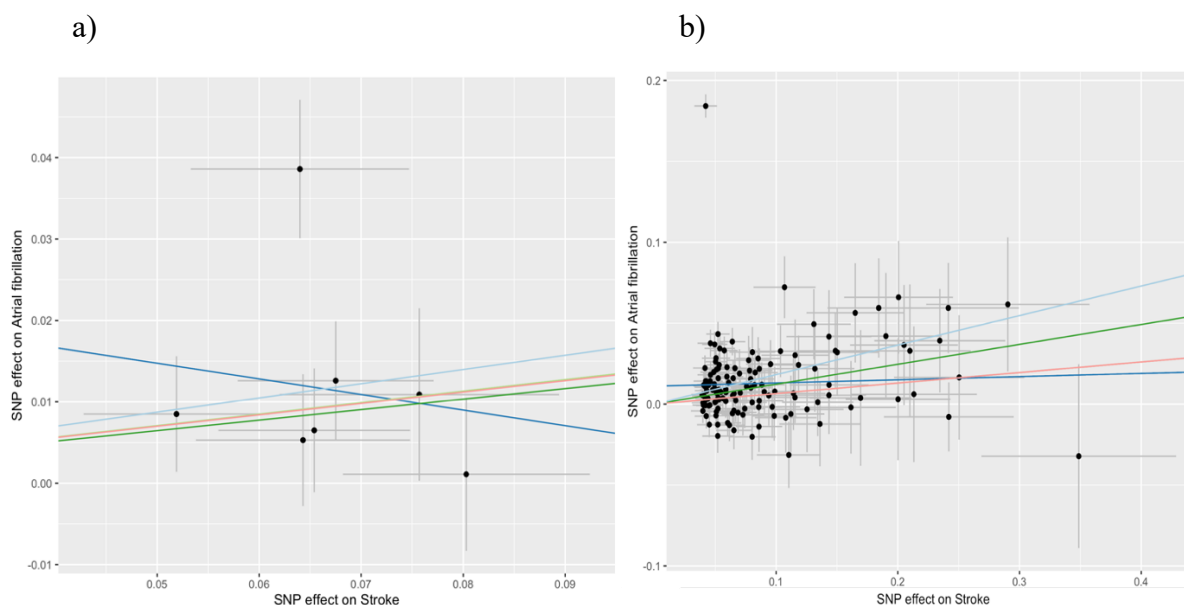 a)
SNP effect on Atrial fibrillation
0.04
0.03
0.02
0.01
0.00
-0.01
0.05 0.06 0.07 0.08 0.09
SNP effect on Stroke
b)
SNP effect on Atrial fibrillation
0.2
0.1
0.0
-0.1
0.1 0.2 0.3 0.4
SNP effect on Stroke